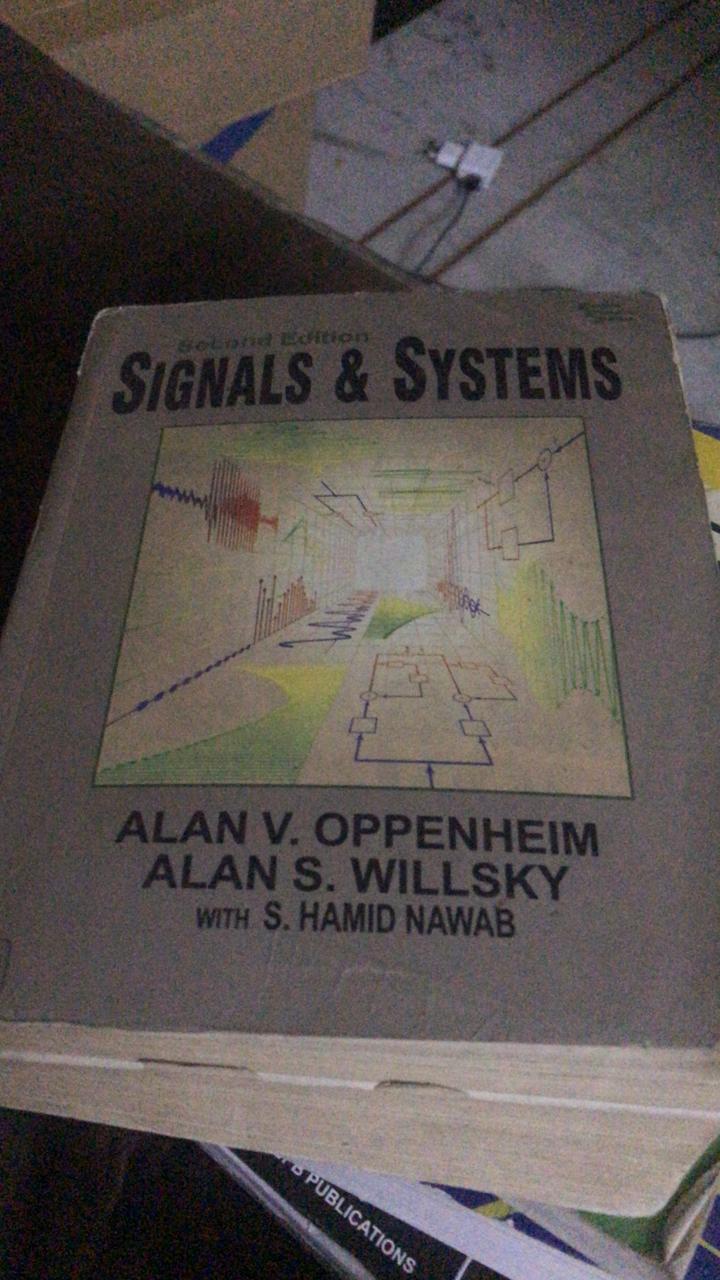 Second Edition
SIGNALS & SYSTEMS
ALAN V. OPPENHEIM
ALAN S. WILLSKY
WITH S. HAMID NAWAB
PUBLICATIONS